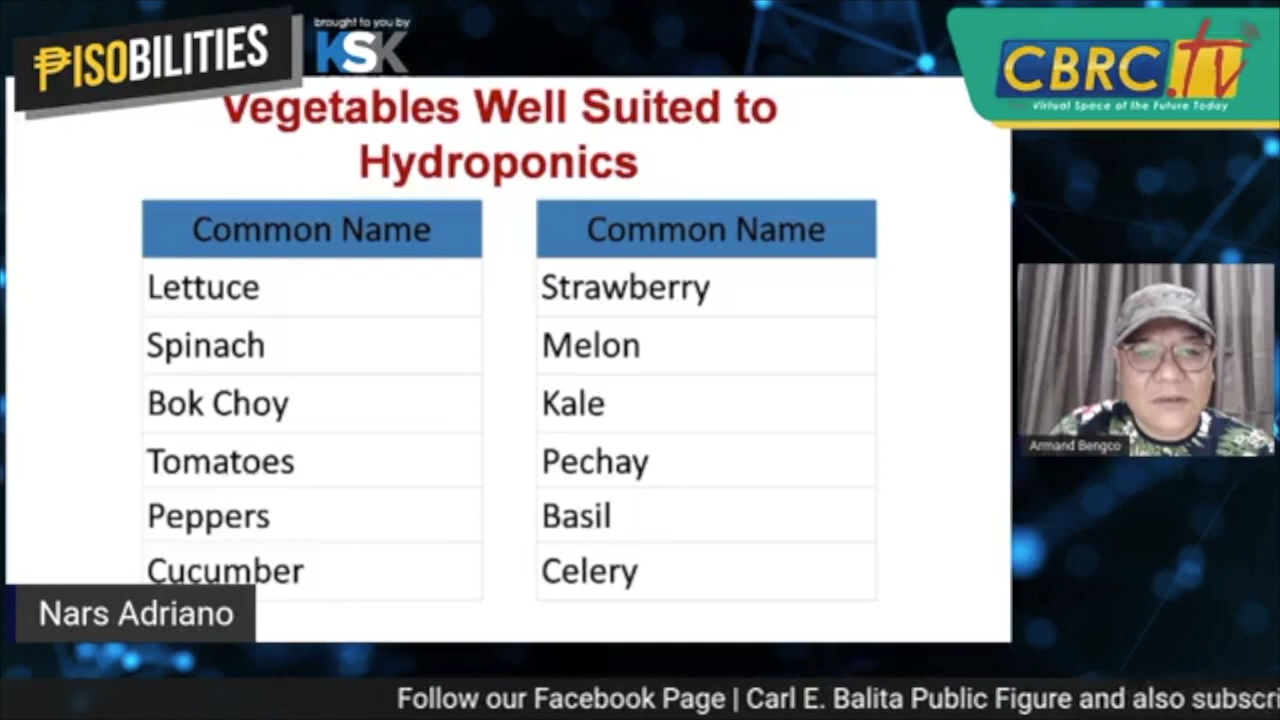 ₱ISOBILITIES
brought to you by
KSK
CBRC.tv
Virtual Space of the Future Today
Vegetables Well Suited to
Hydroponics
Common Name
Lettuce
Spinach
Bok Choy
Tomatoes
Peppers
Cucumber
Common Name
Strawberry
Melon
Kale
Pechay
Basil
Celery
Armand Bengco
Nars Adriano
Follow our Facebook Page | Carl E. Balita Public Figure and also subscri